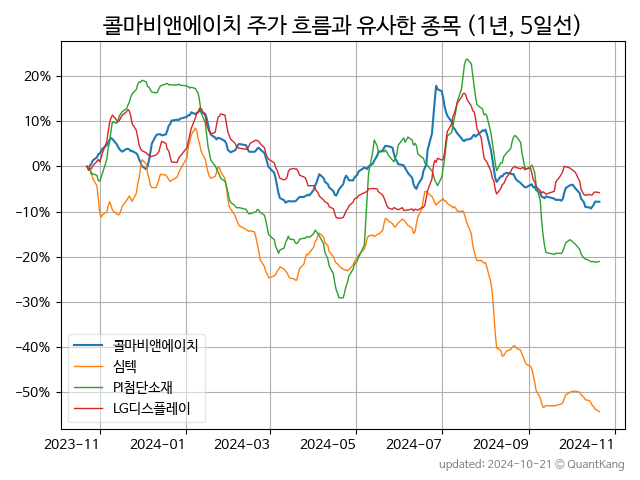 콜마비앤에이치 주가 흐름과 유사한 종목 (1년, 5일선)
20%
10%
0%
−10%
−20%
−30%
−40%
−50%
콜마비앤에이치
심텍
PI첨단소재
LG디스플레이
2023-11
2024-01
2024-03
2024-05
2024-07
2024-09
2024-11
updated: 2024-10-21 © QuantKang